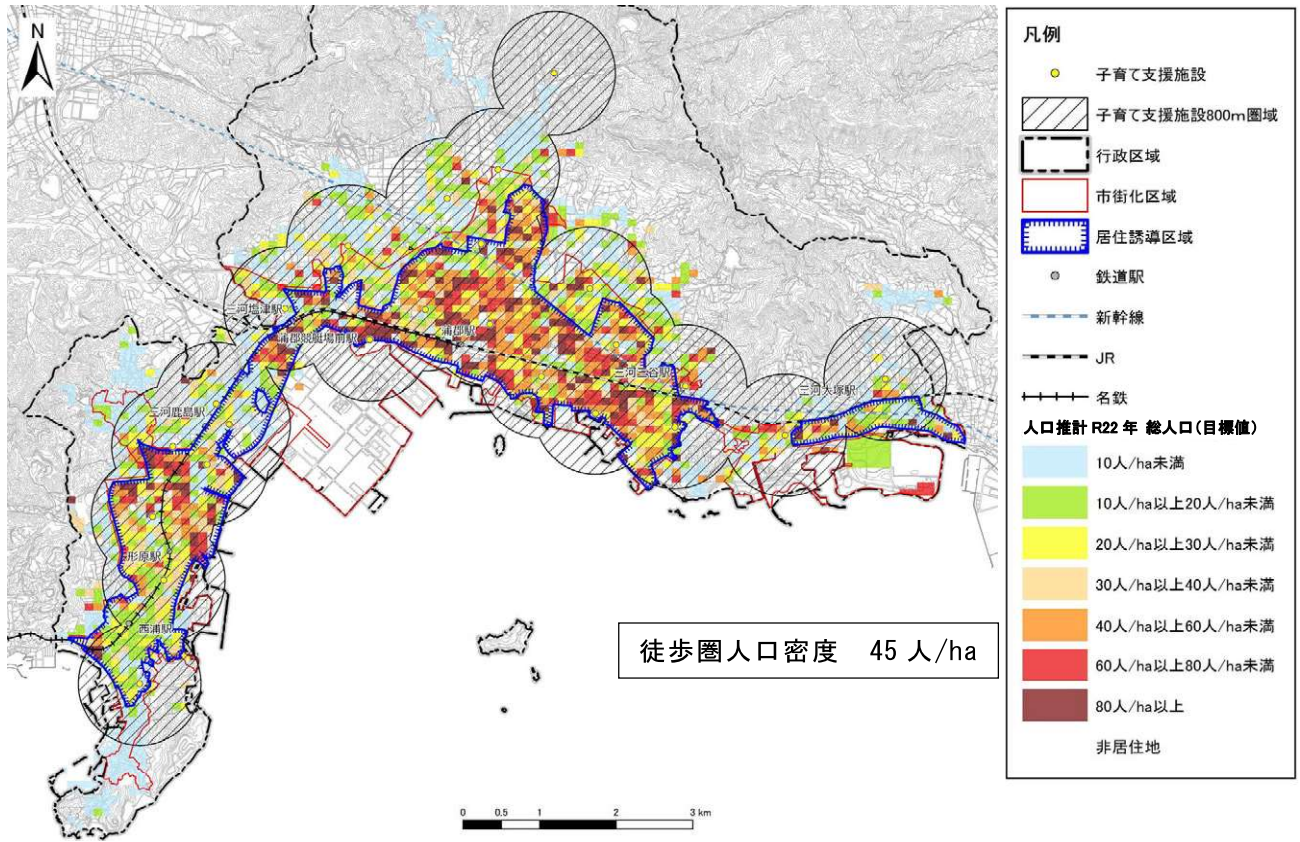 N
三河塩津駅
蒲郡競艇場前駅
蒲郡駅
三河三谷駅
三河大塚駅
三河鹿島駅
形原駅
西浦駅
徒歩圏人口密度 45 人/ha
0 0.5 1 2 3 km
凡例
子育て支援施設
子育て支援施設800m圏域
行政区域
市街化区域
居住誘導区域
鉄道駅
新幹線
JR
名鉄
人口推計 R22 年 総人口(目標値)
10人/ha未満
10人/ha以上20人/ha未満
20人/ha以上30人/ha未満
30人/ha以上40人/ha未満
40人/ha以上60人/ha未満
60人/ha以上80人/ha未満
80人/ha以上
非居住地